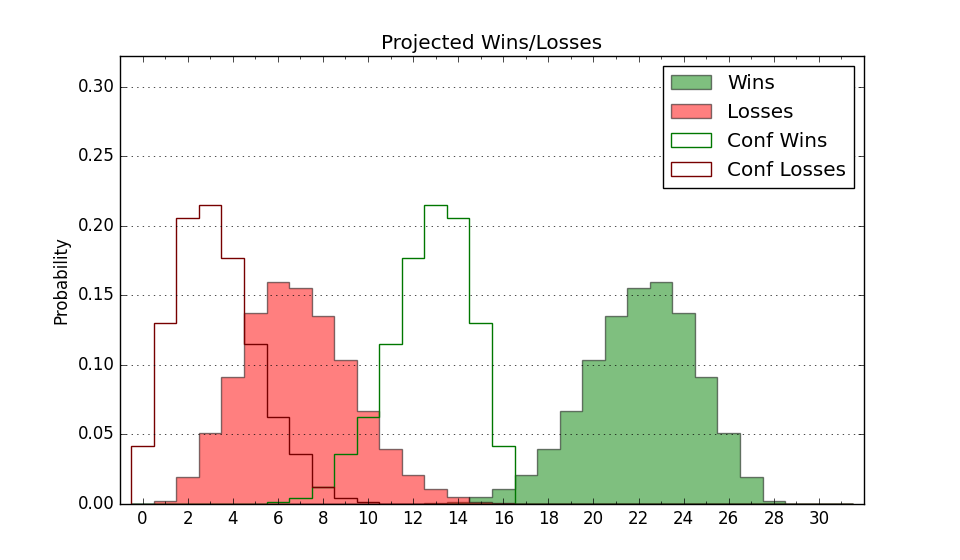 Projected Wins/Losses
0.30
0.25
0.20
0.15
0.10
0.05
0.00
Probability
Wins
Losses
Conf Wins
Conf Losses
0 2 4 6 8 10 12 14 16 18 20 22 24 26 28 30